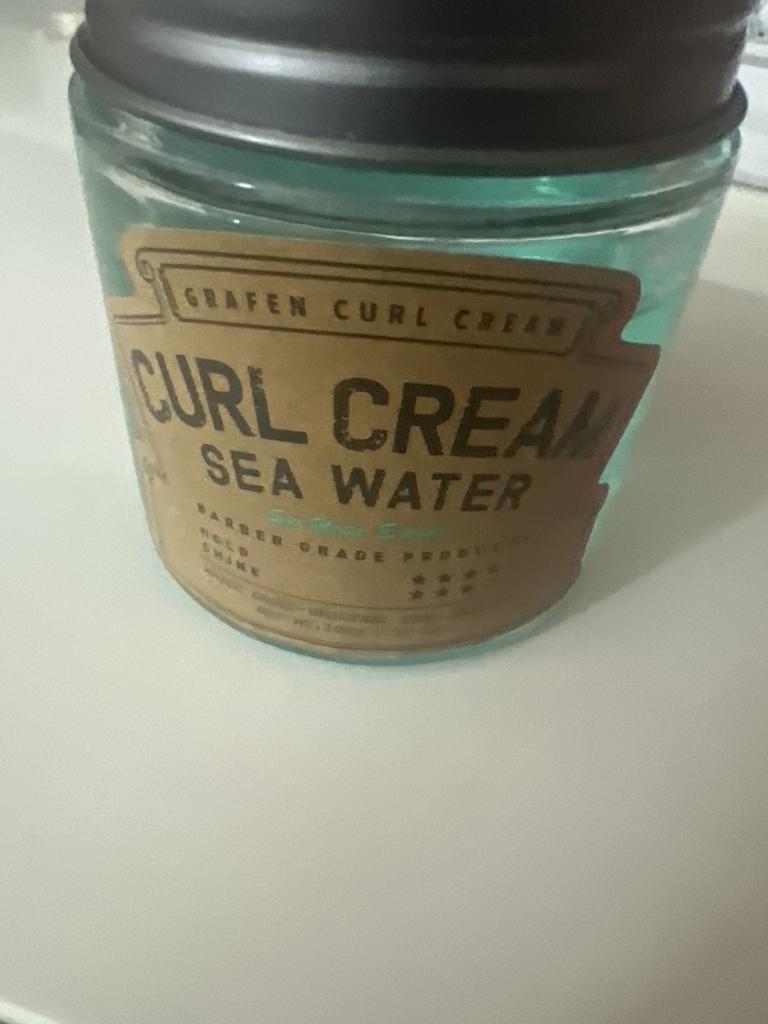 GRAFEN CURL CREAM
CURL CREAM
SEA WATER
BARBER GRADE PRODUCTS
HOLD
SHINE